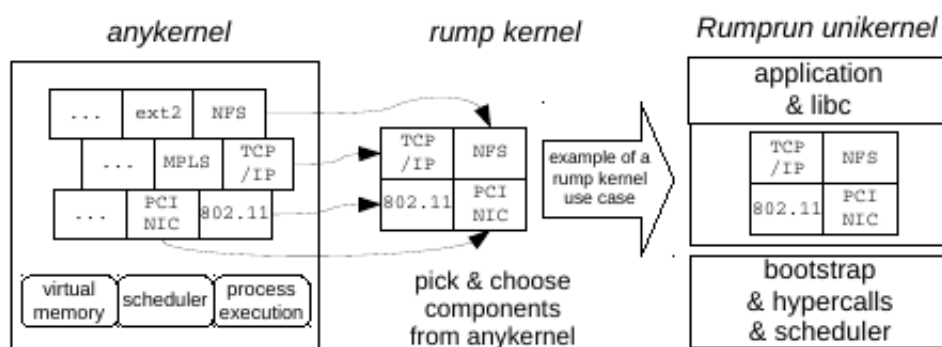 anykernel
rump kernel
Rumprun unikernel
... ext2 NFS
... MPLS TCP
/IP
... PCI
NIC 802.11
virtual
memory
scheduler
process
execution
TCP
/IP
NFS
802.11
PCI
NIC
pick & choose
components
from anykernel
example of a
rump kernel
use case
application
& libc
TCP
/IP
NFS
802.11
PCI
NIC
bootstrap
& hypercalls
& scheduler